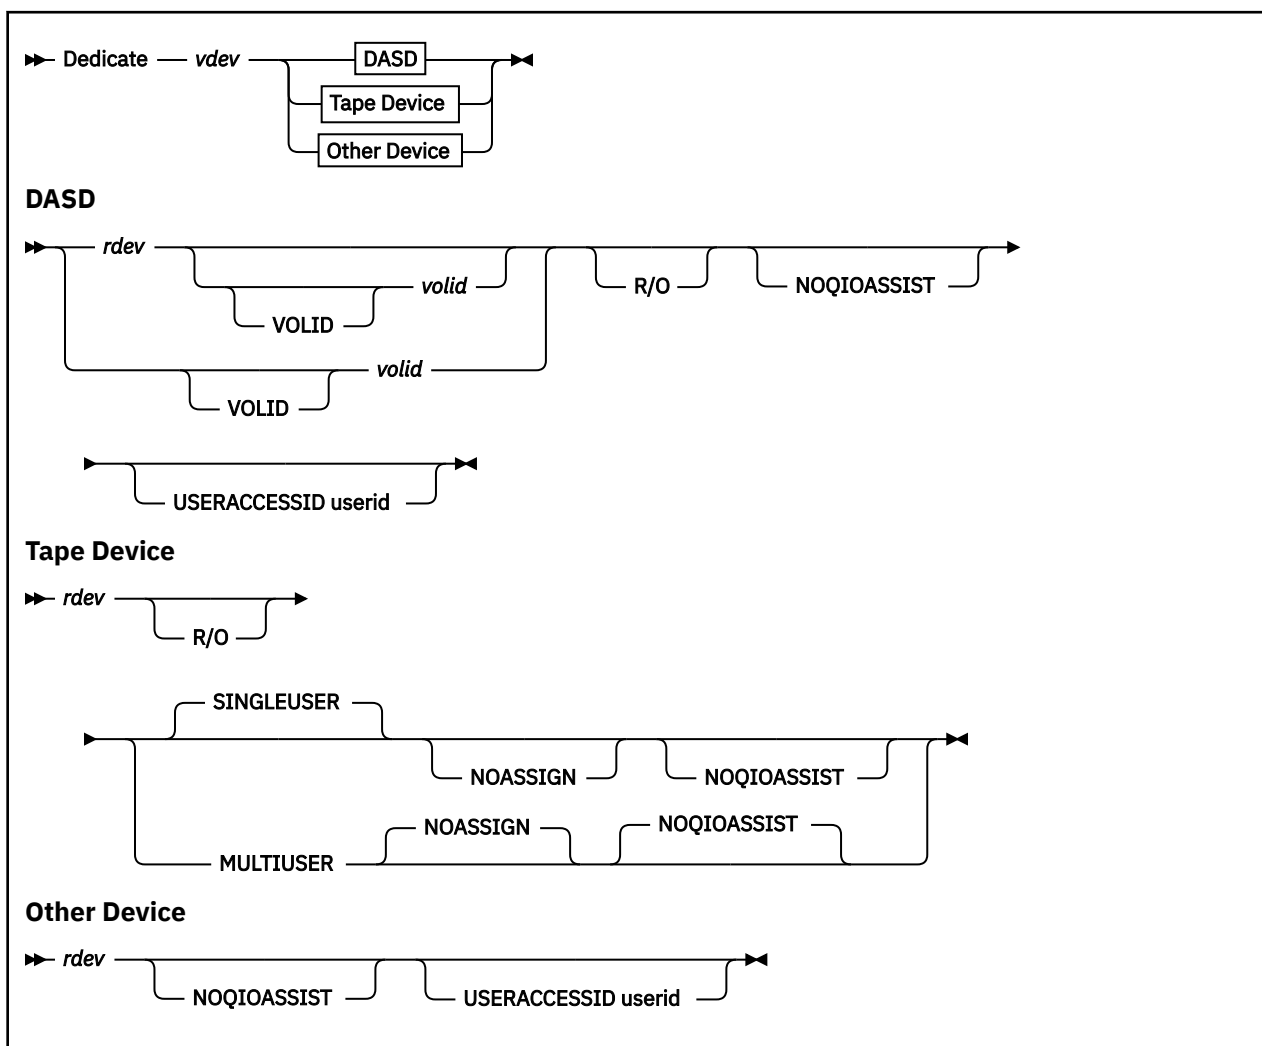 Dedicate vdev DASD
Tape Device
Other Device
DASD
rdev
volid R/O NOQIOASSIST
VOLID
volid
VOLID
USERACCESSID userid
Tape Device
rdev
R/O
SINGLEUSER
NOASSIGN NOQIOASSIST
NOASSIGN NOQIOASSIST
MULTIUSER
Other Device
rdev
NOQIOASSIST USERACCESSID userid